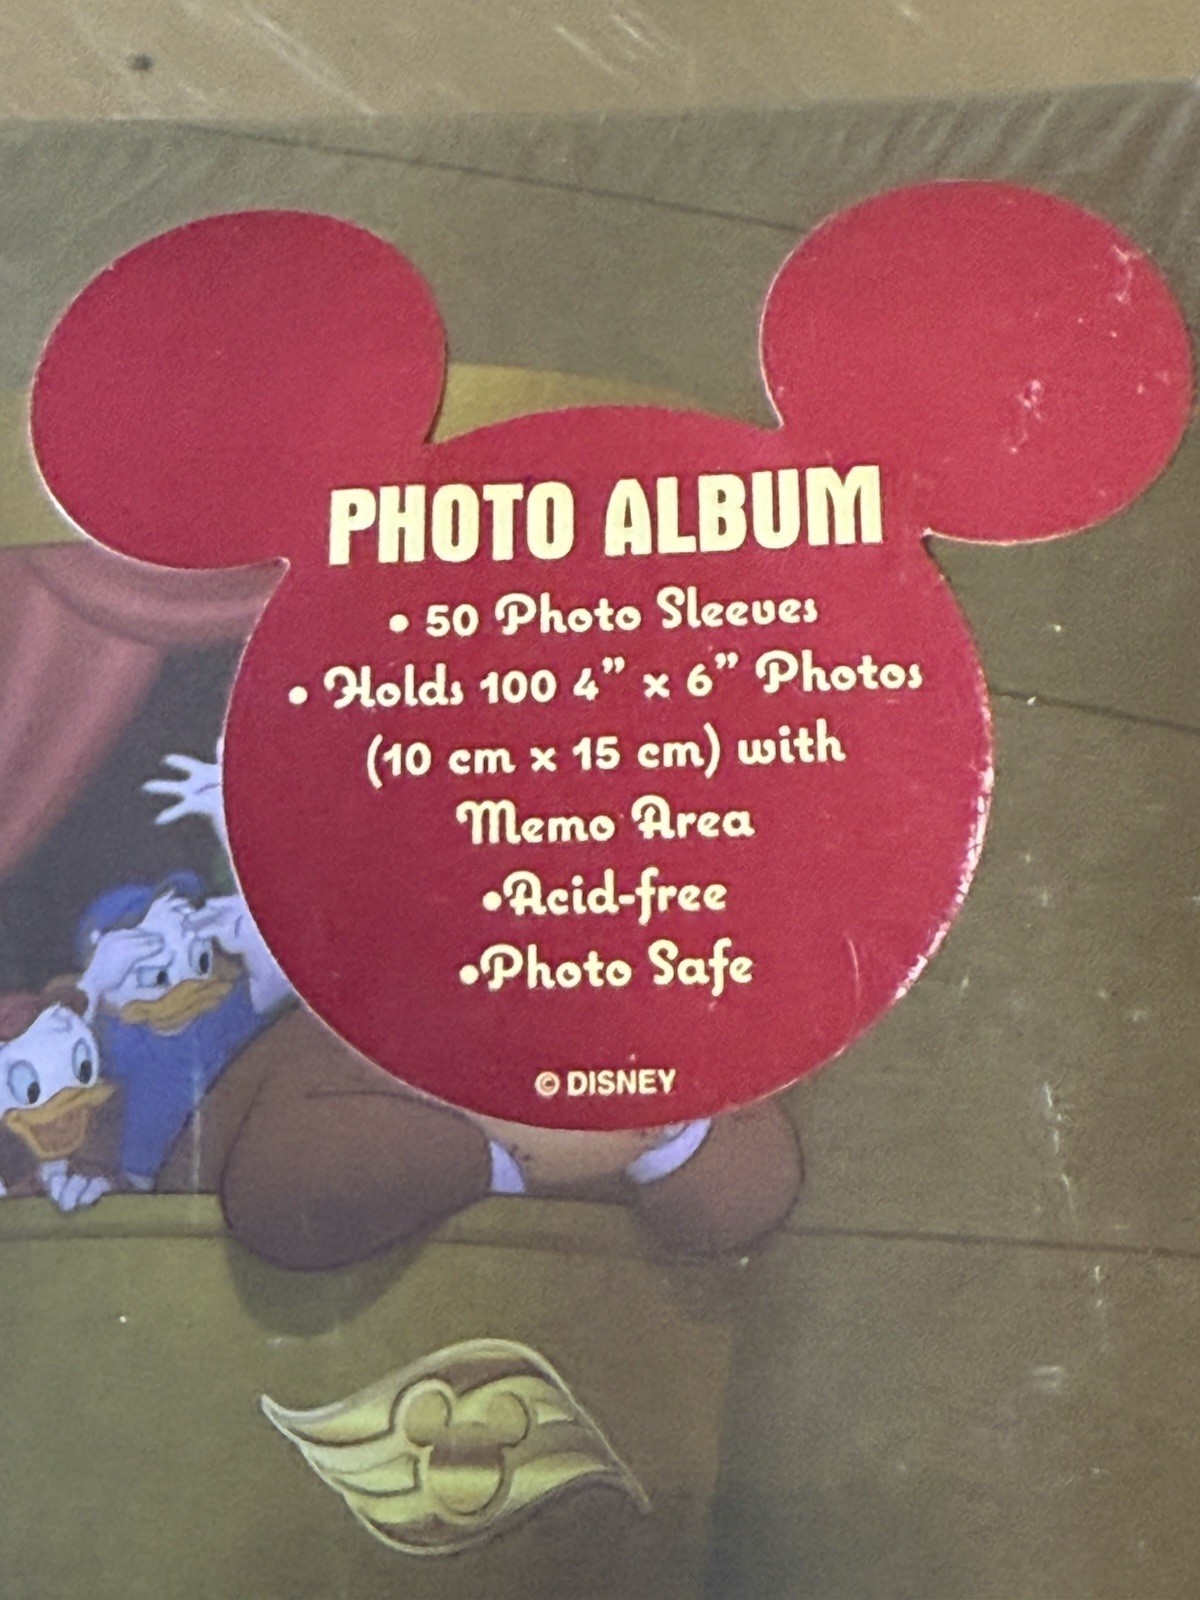 PHOTO ALBUM
• 50 Photo Sleeves
• Holds 100 4” x 6” Photos
(10 cm x 15 cm) with
Memo Area
•Acid-free
•Photo Safe
© DISNEY